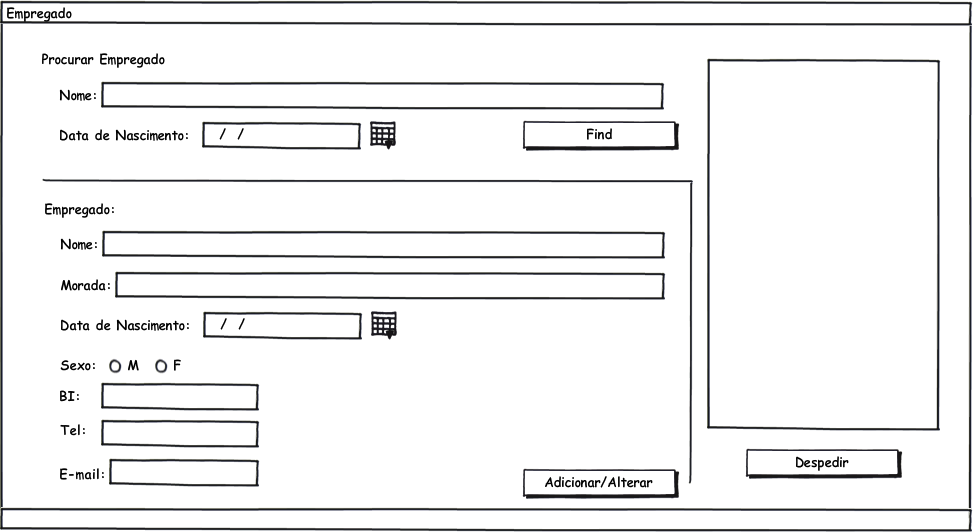 Empregado
Procurar Empregado
Nome:
Data de Nascimento: / /
Find
Empregado:
Nome:
Morada:
Data de Nascimento: / /
Sexo: M F
BI:
Tel:
E-mail:
Adicionar/Alterar
Despedir